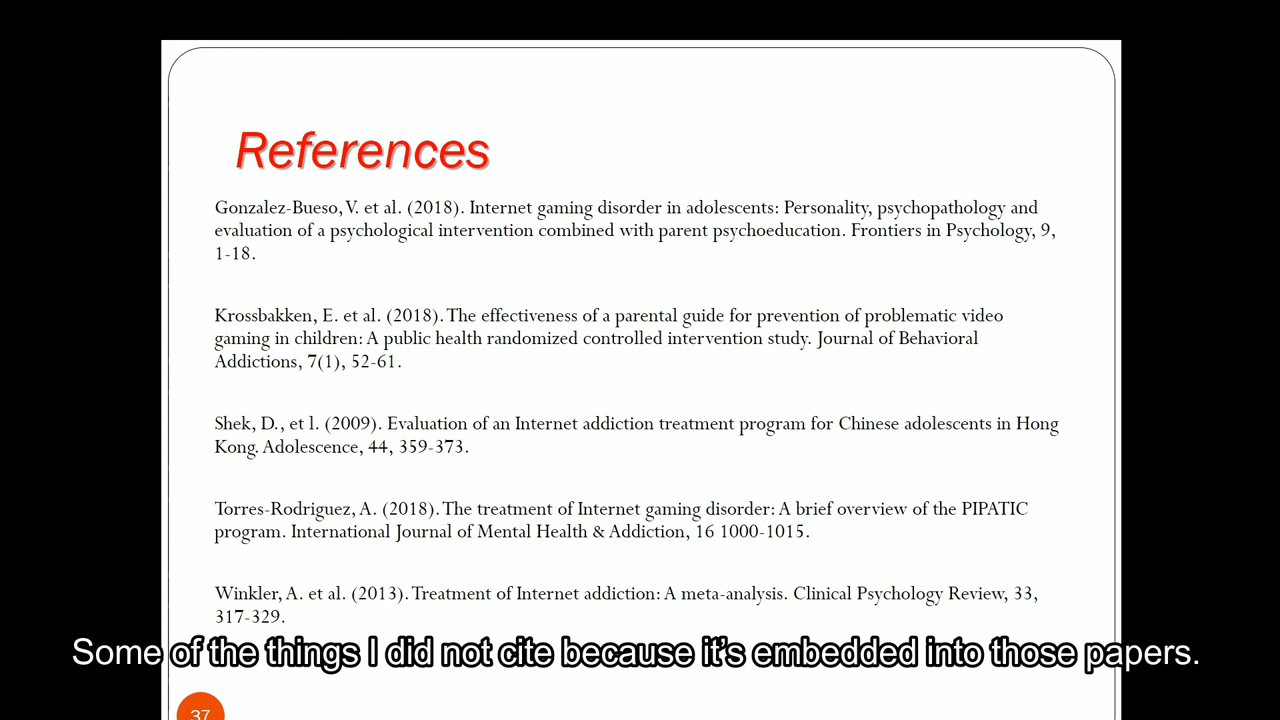 References
Gonzalez-Bueso, V. et al. (2018). Internet gaming disorder in adolescents: Personality, psychopathology and
evaluation of a psychological intervention combined with parent psychoeducation. Frontiers in Psychology, 9,
1-18.
Krossbakken, E. et al. (2018). The effectiveness of a parental guide for prevention of problematic video
gaming in children: A public health randomized controlled intervention study. Journal of Behavioral
Addictions, 7(1), 52-61.
Shek, D., et l. (2009). Evaluation of an Internet addiction treatment program for Chinese adolescents in Hong
Kong. Adolescence, 44, 359-373.
Torres-Rodriguez, A. (2018). The treatment of Internet gaming disorder: A brief overview of the PIPATIC
program. International Journal of Mental Health & Addiction, 16 1000-1015.
Winkler, A. et al. (2013). Treatment of Internet addiction: A meta-analysis. Clinical Psychology Review, 33,
317-329.
Some of the things I did not cite because it's embedded into those papers.
37